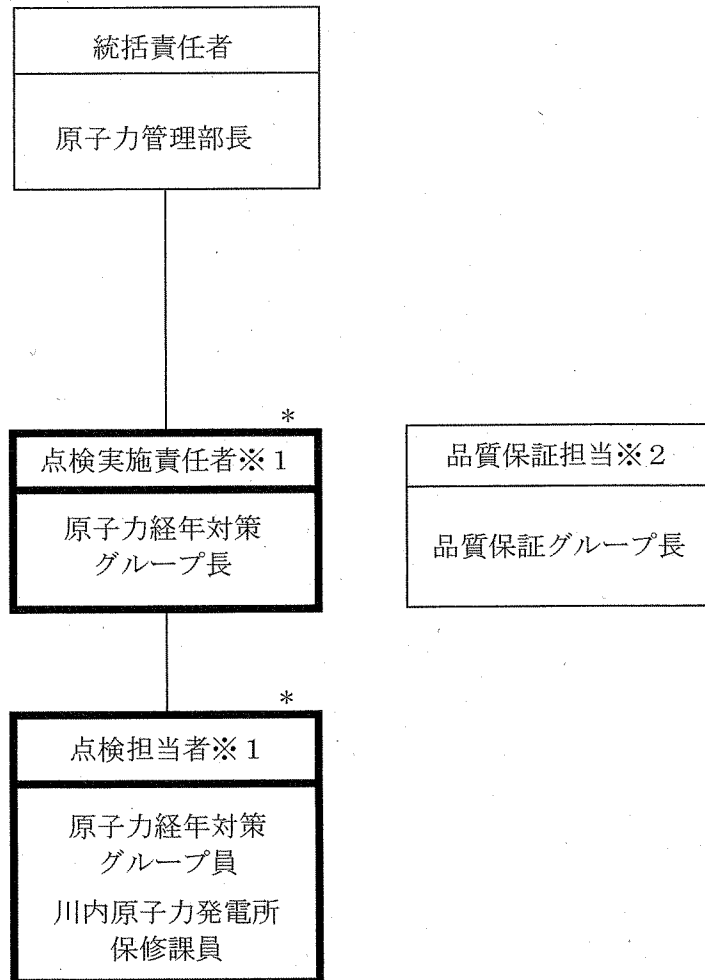 統括責任者
原子力管理部長
*
点検実施責任者※1
原子力経年対策
グループ長
品質保証担当※2
品質保証グループ長
*
点検担当者※1
原子力経年対策
グループ員
川内原子力発電所
保修課員